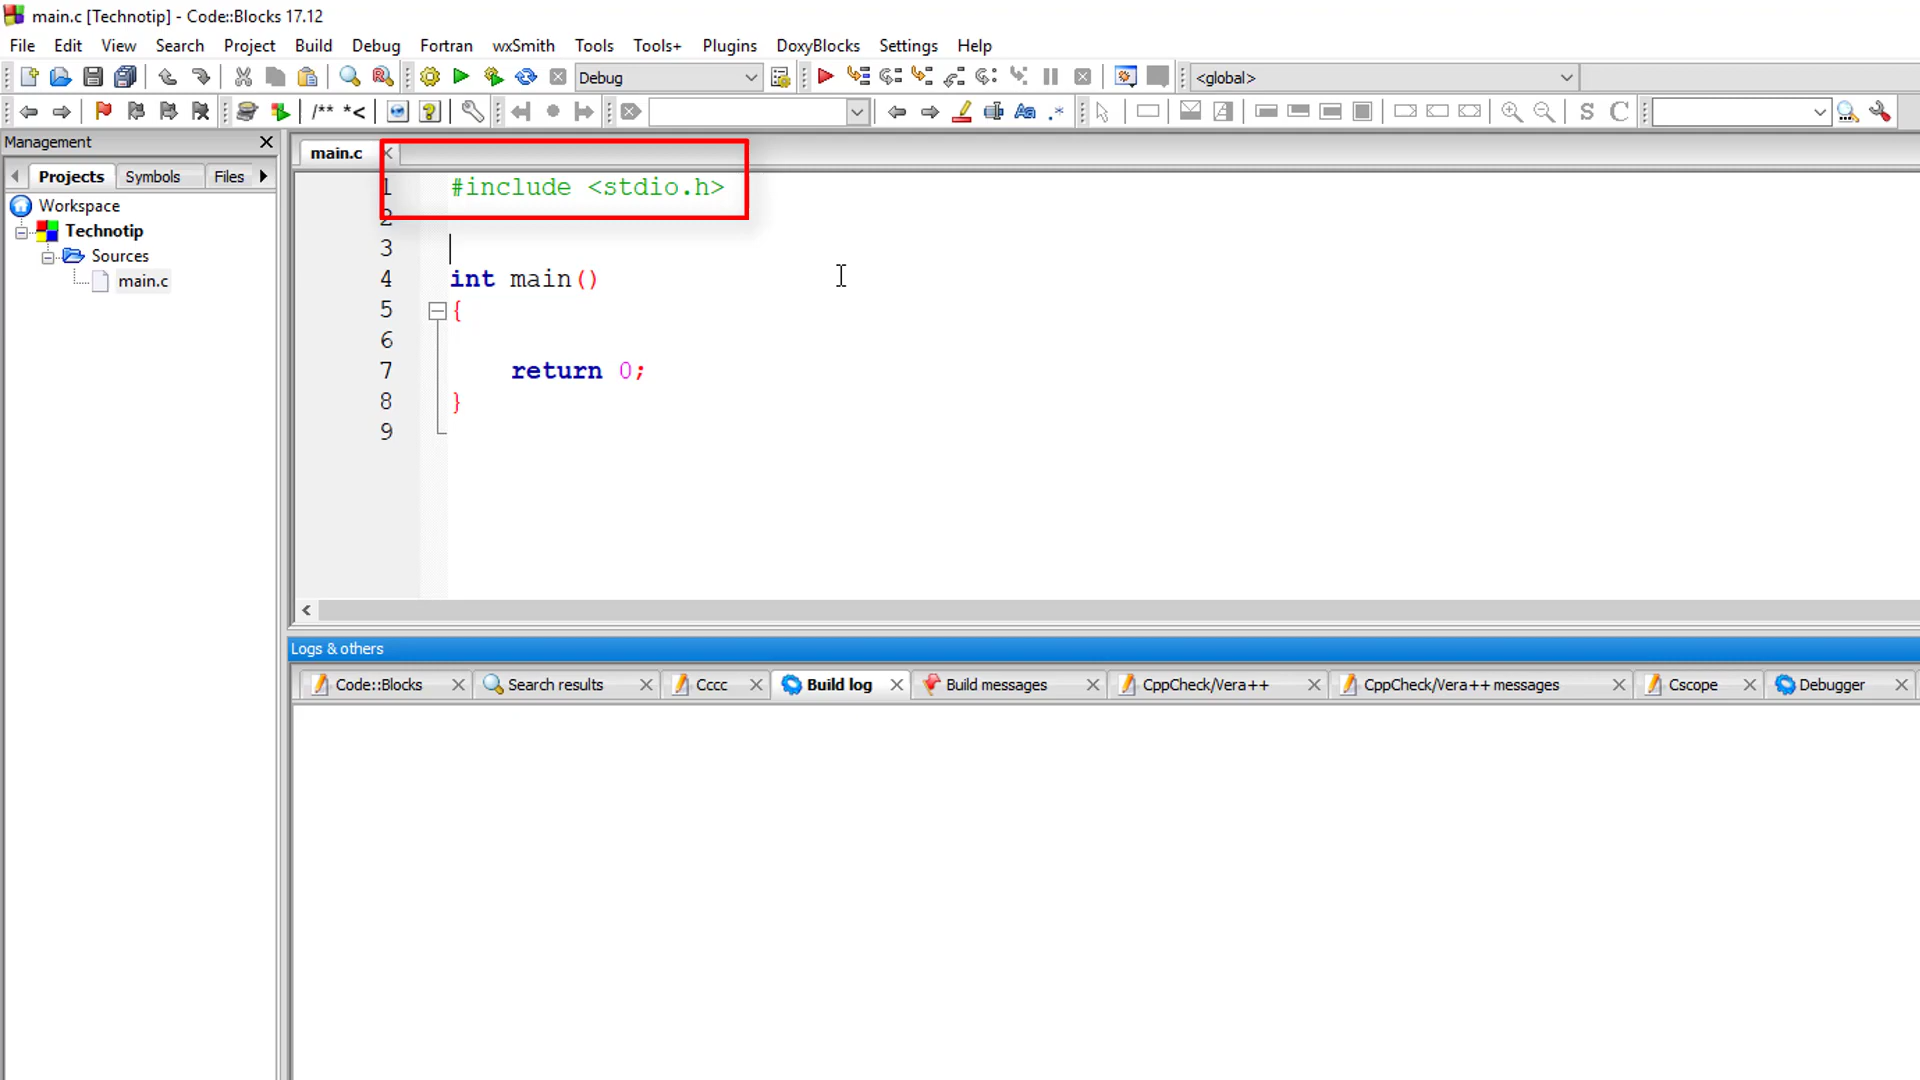 main.c [Technotip] - Code::Blocks 17.12
File Edit View Search Project Build Debug Fortran wxSmith Tools Tools+ Plugins DoxyBlocks Settings Help
Debug <global>
/** *<
Management
main.c
Projects Symbols Files
1 #include <stdio.h>
Workspace
2
Technotip
3
Sources
4 int main()
main.c
5 {
6
7 return 0;
8 }
9
Logs & others
Code::Blocks Search results Cccc Build log Build messages CppCheck/Vera++ CppCheck/Vera++ messages Cscope Debugger